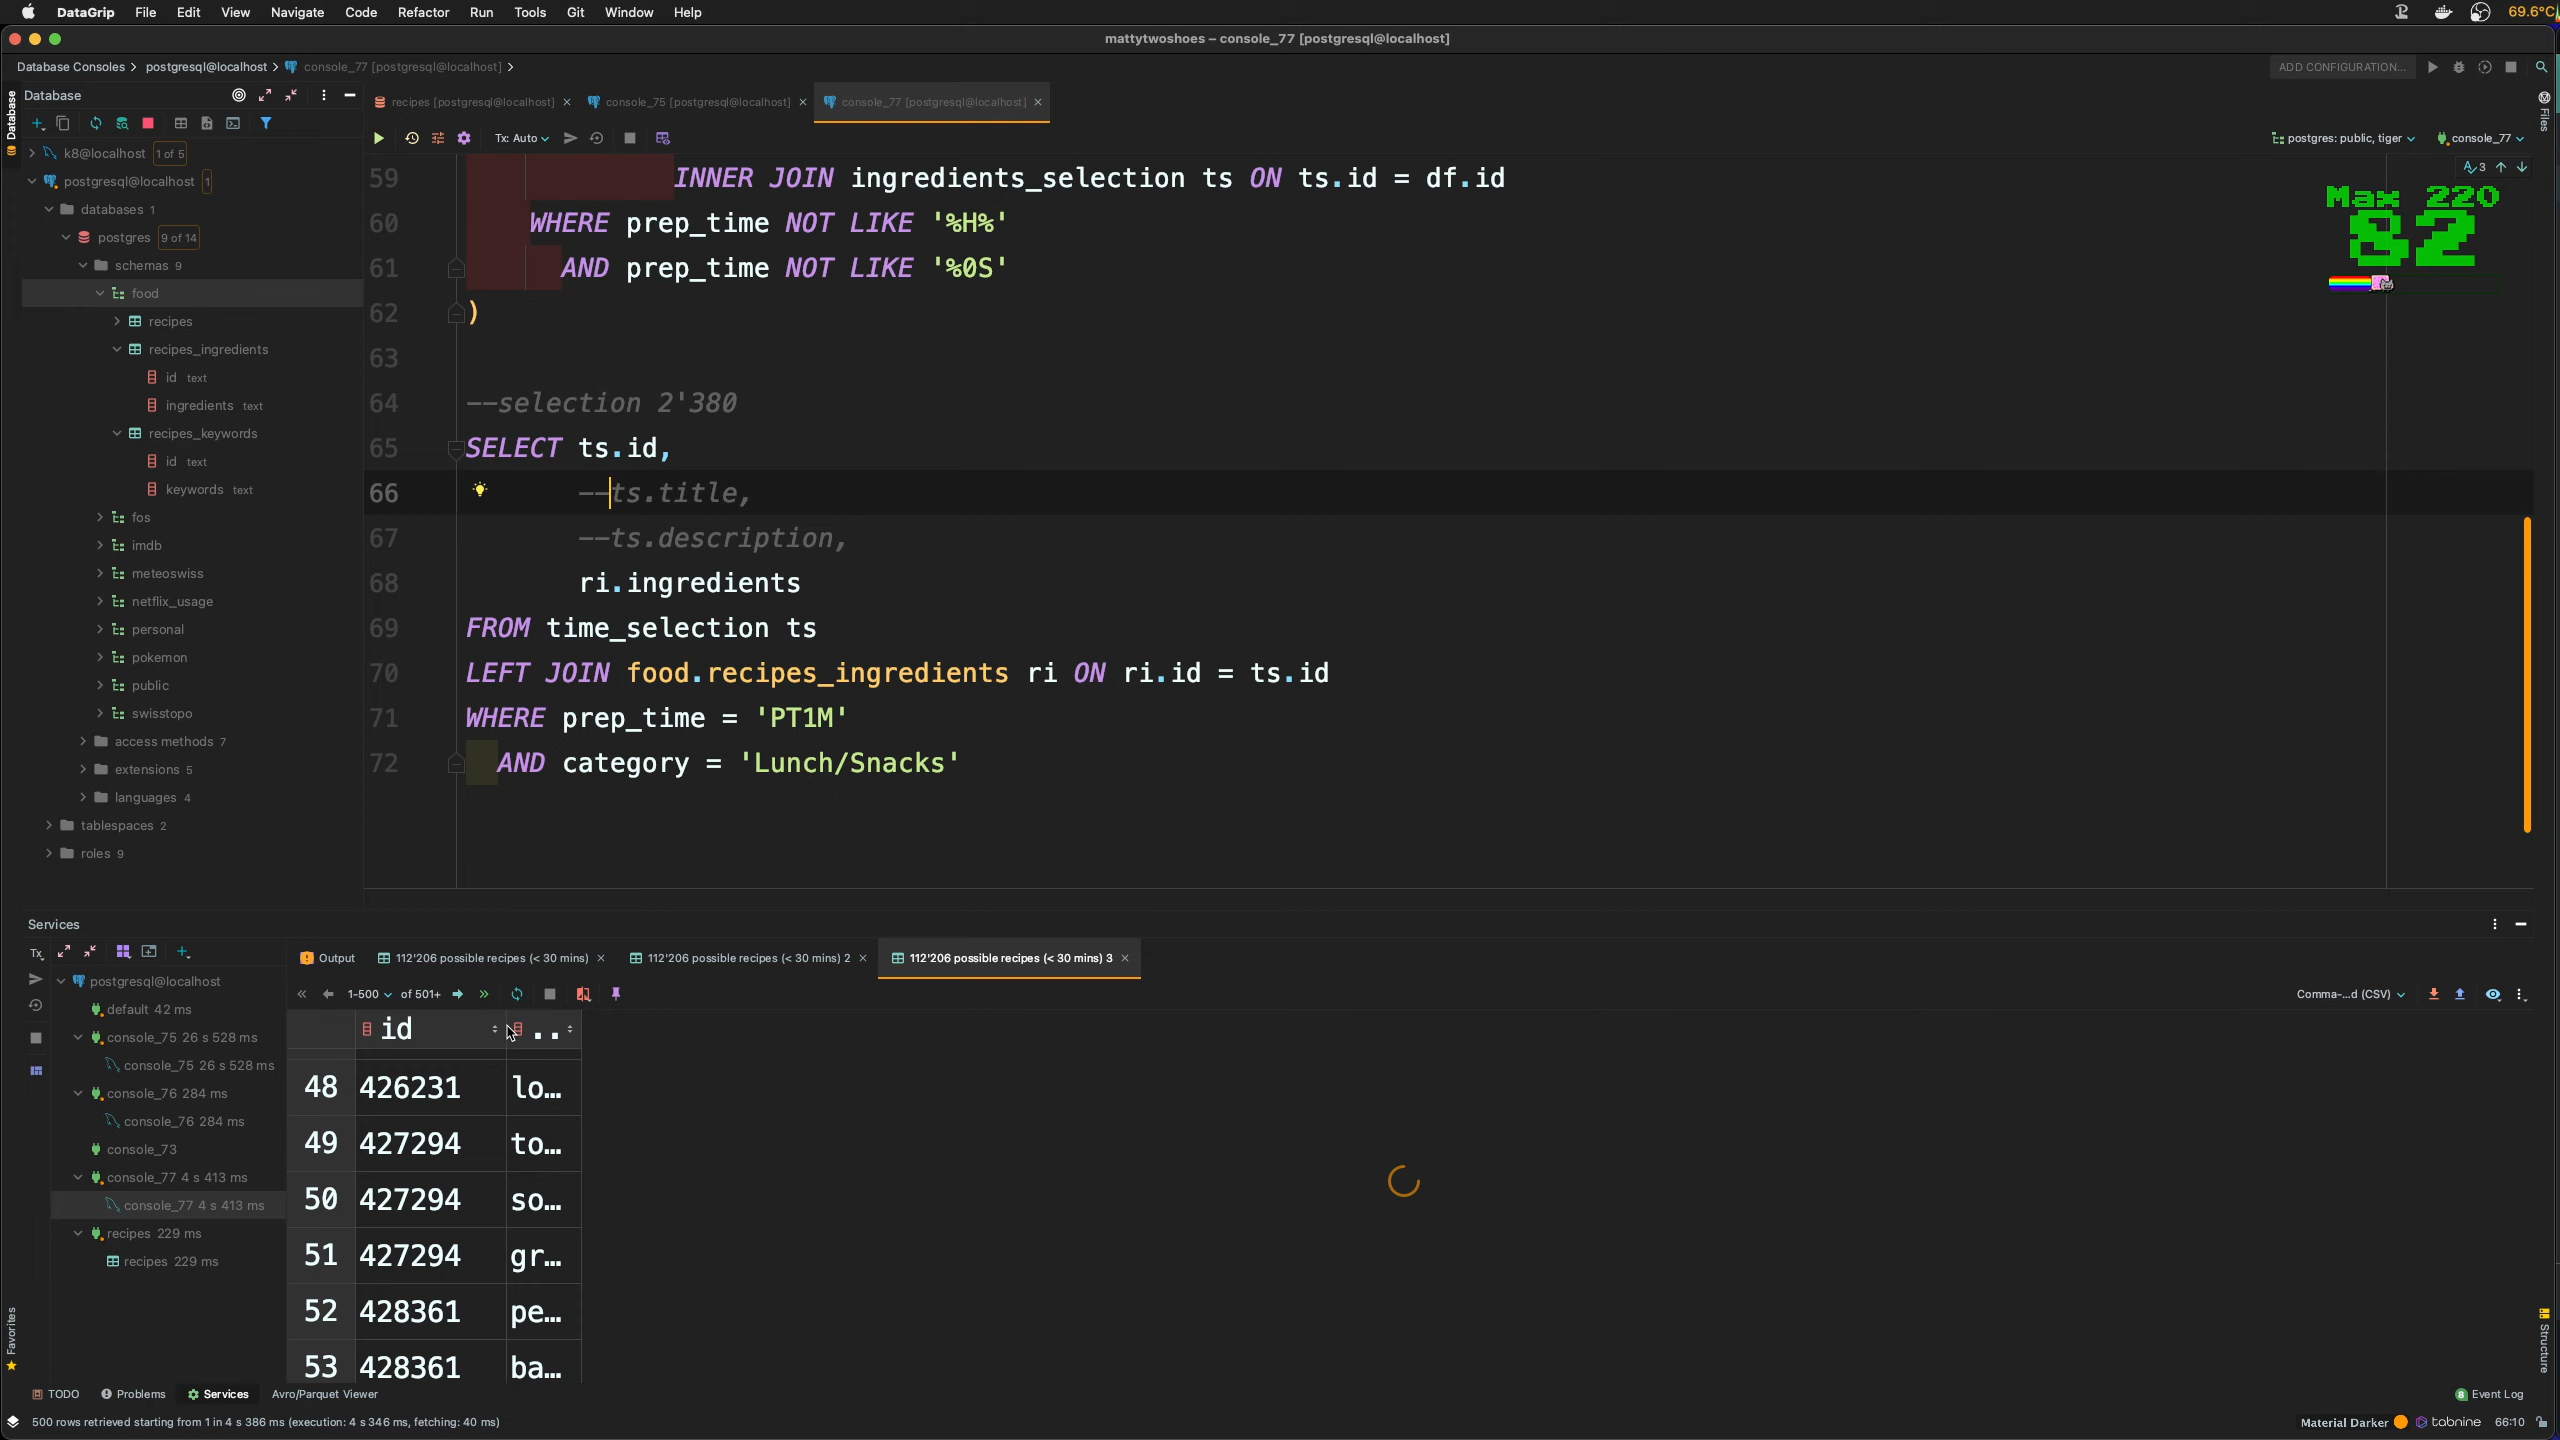 DataGrip File Edit View Navigate Code Refactor Run Tools Git Window Help
69.6°C
mattytwoshoes – console_77 [postgresql@localhost]
Database Consoles postgresql@localhost console_77 [postgresql@localhost]
ADD CONFIGURATION...
Database
Database
recipes [postgresql@localhost] console_75 [postgresql@localhost] console_77 [postgresql@localhost]
Files
Tx: Auto
postgres: public, tiger console_77
k8@localhost 1 of 5
postgresql@localhost 1
databases 1
postgres 9 of 14
schemas 9
food
recipes
recipes_ingredients
id text
ingredients text
recipes_keywords
id text
keywords text
fos
imdb
meteoswiss
netflix_usage
personal
pokemon
public
swisstopo
access methods 7
extensions 5
languages 4
tablespaces 2
roles 9
3
Max 220
82
59 INNER JOIN ingredients_selection ts ON ts.id = df.id
60 WHERE prep_time NOT LIKE '%H%'
61 AND prep_time NOT LIKE '%0S'
62 )
63
64 --selection 2'380
65 SELECT ts.id,
66 --ts.title,
67 --ts.description,
68 ri.ingredients
69 FROM time_selection ts
70 LEFT JOIN food.recipes_ingredients ri ON ri.id = ts.id
71 WHERE prep_time = 'PT1M'
72 AND category = 'Lunch/Snacks'
Services
Tx
postgresql@localhost
default 42 ms
console_75 26 s 528 ms
console_75 26 s 528 ms
console_76 284 ms
console_76 284 ms
console_73
console_77 4 s 413 ms
console_77 4 s 413 ms
recipes 229 ms
recipes 229 ms
Output 112'206 possible recipes (< 30 mins) 112'206 possible recipes (< 30 mins) 2 112'206 possible recipes (< 30 mins) 3
1-500 of 501+
Comma-...d (CSV)
id ..
48 426231 lo...
49 427294 to...
50 427294 so...
51 427294 gr...
52 428361 pe...
53 428361 ba...
Favorites
Structure
TODO Problems Services Avro/Parquet Viewer
8 Event Log
500 rows retrieved starting from 1 in 4 s 386 ms (execution: 4 s 346 ms, fetching: 40 ms)
Material Darker tabnine 66:10